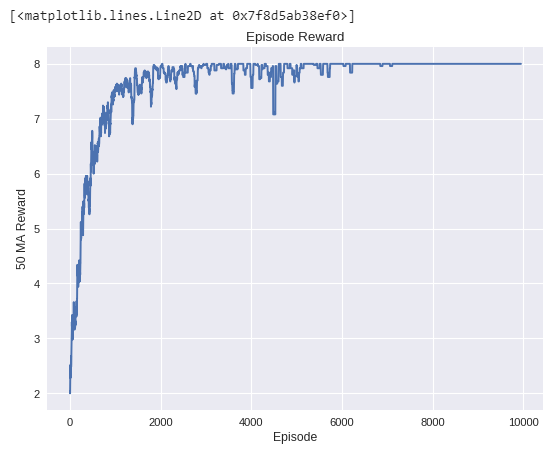 [<matplotlib.lines.Line2D at 0x7f8d5ab38ef0>]
Episode Reward
8
7
6
5
4
3
2
50 MA Reward
0 2000 4000 6000 8000 10000
Episode